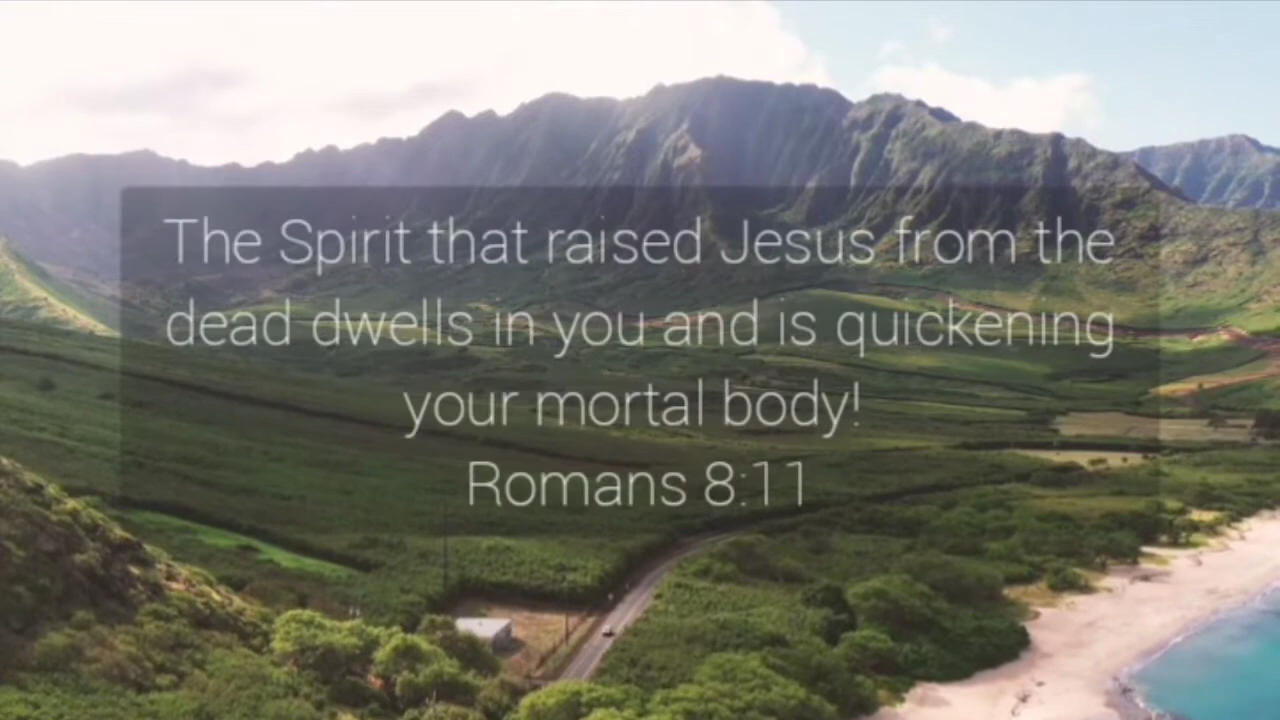 The Spirit that raised Jesus from the
dead dwells in you and is quickening
your mortal body!
Romans 8:11